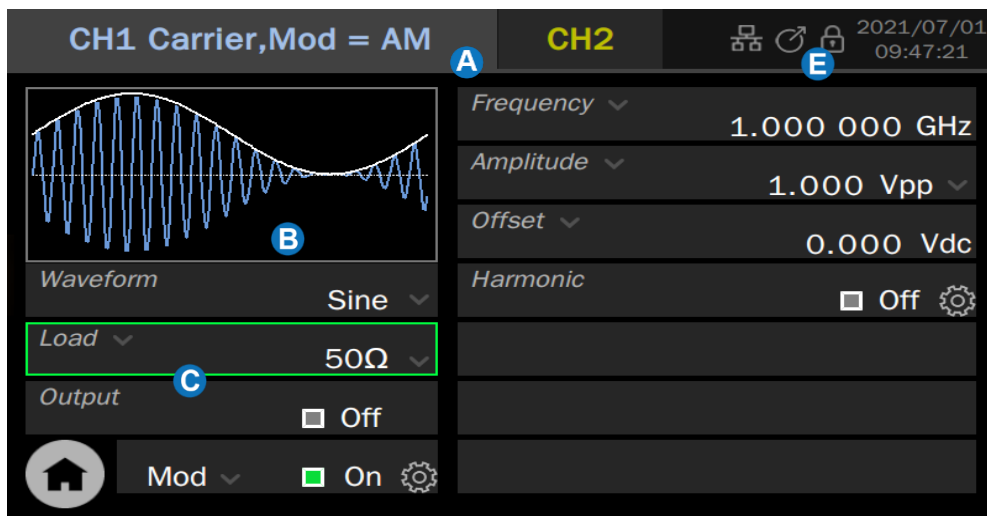 CH1 Carrier,Mod = AM
CH2
2021/07/01
09:47:21
A
E
B
Waveform
Sine
Load
50Ω
C
Output
Off
Mod
On
Frequency
1.000 000 GHz
Amplitude
1.000 Vpp
Offset
0.000 Vdc
Harmonic
Off